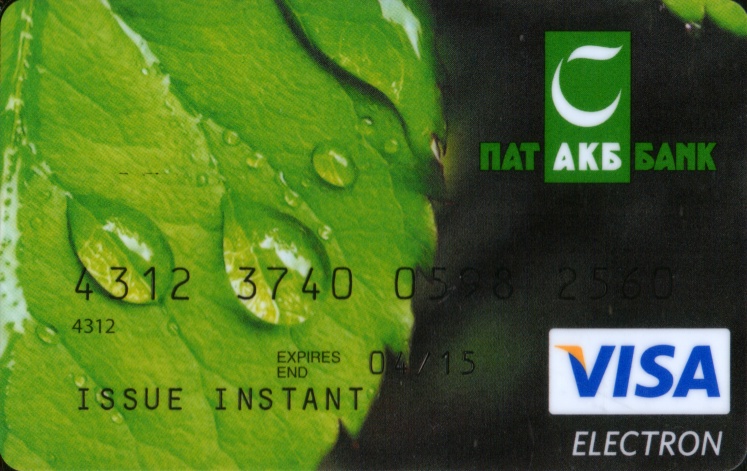 ПАТ АКБ БАНК
4312 3740 0598 2560
4312
EXPIRES END 04/15
ISSUE INSTANT
VISA
ELECTRON